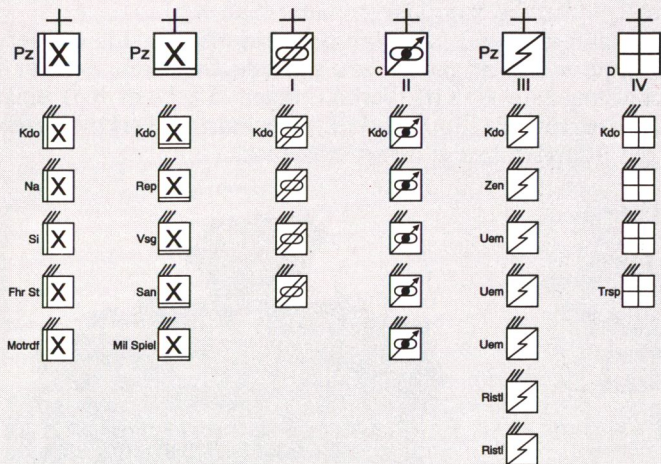 Pz X Pz X C Pz D
II III IV
Kdo X Kdo X Kdo Kdo Kdo Kdo
Na X Rep X Zen
Si X Vsg X Uem
Fhr St X San X Uem Trsp
Motrdf X Mil Spiel X Uem
Ristl
Ristl